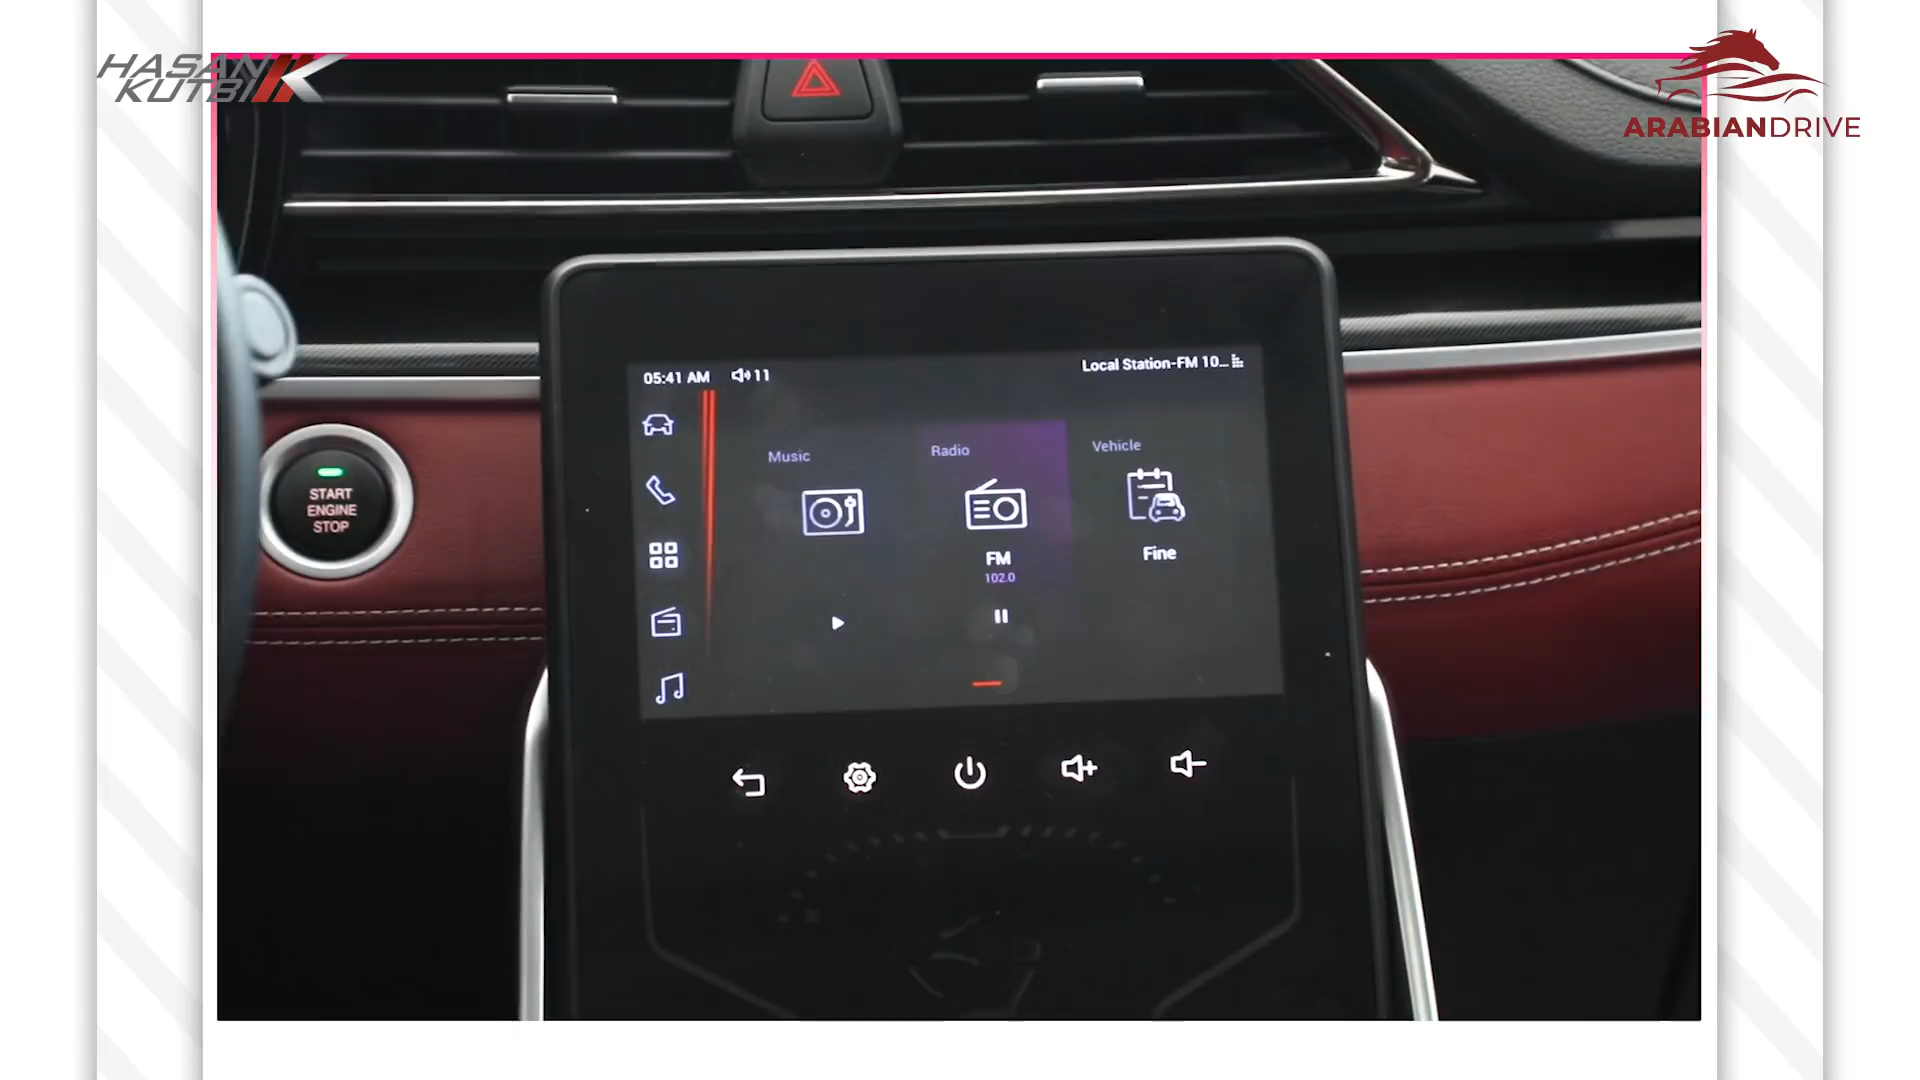 HASAN
KUTBI
ARABIANDRIVE
05:41 AM 11
Local Station-FM 10...
Music
Radio
Vehicle
FM
102.0
Fine
START
ENGINE
STOP